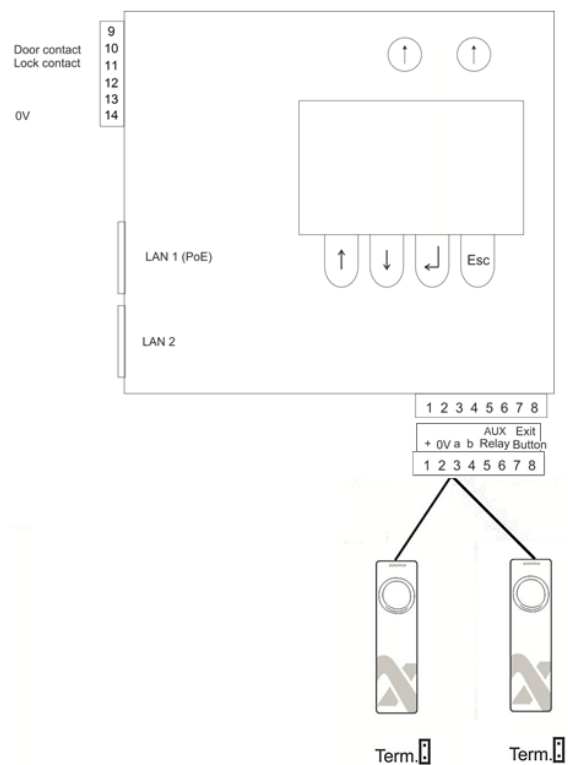 9
Door contact 10
Lock contact 11
12
13
0V 14
LAN 1 (PoE)
Esc
LAN 2
1 2 3 4 5 6 7 8
AUX Exit
+ 0V a b Relay Button
1 2 3 4 5 6 7 8
Term. Term.